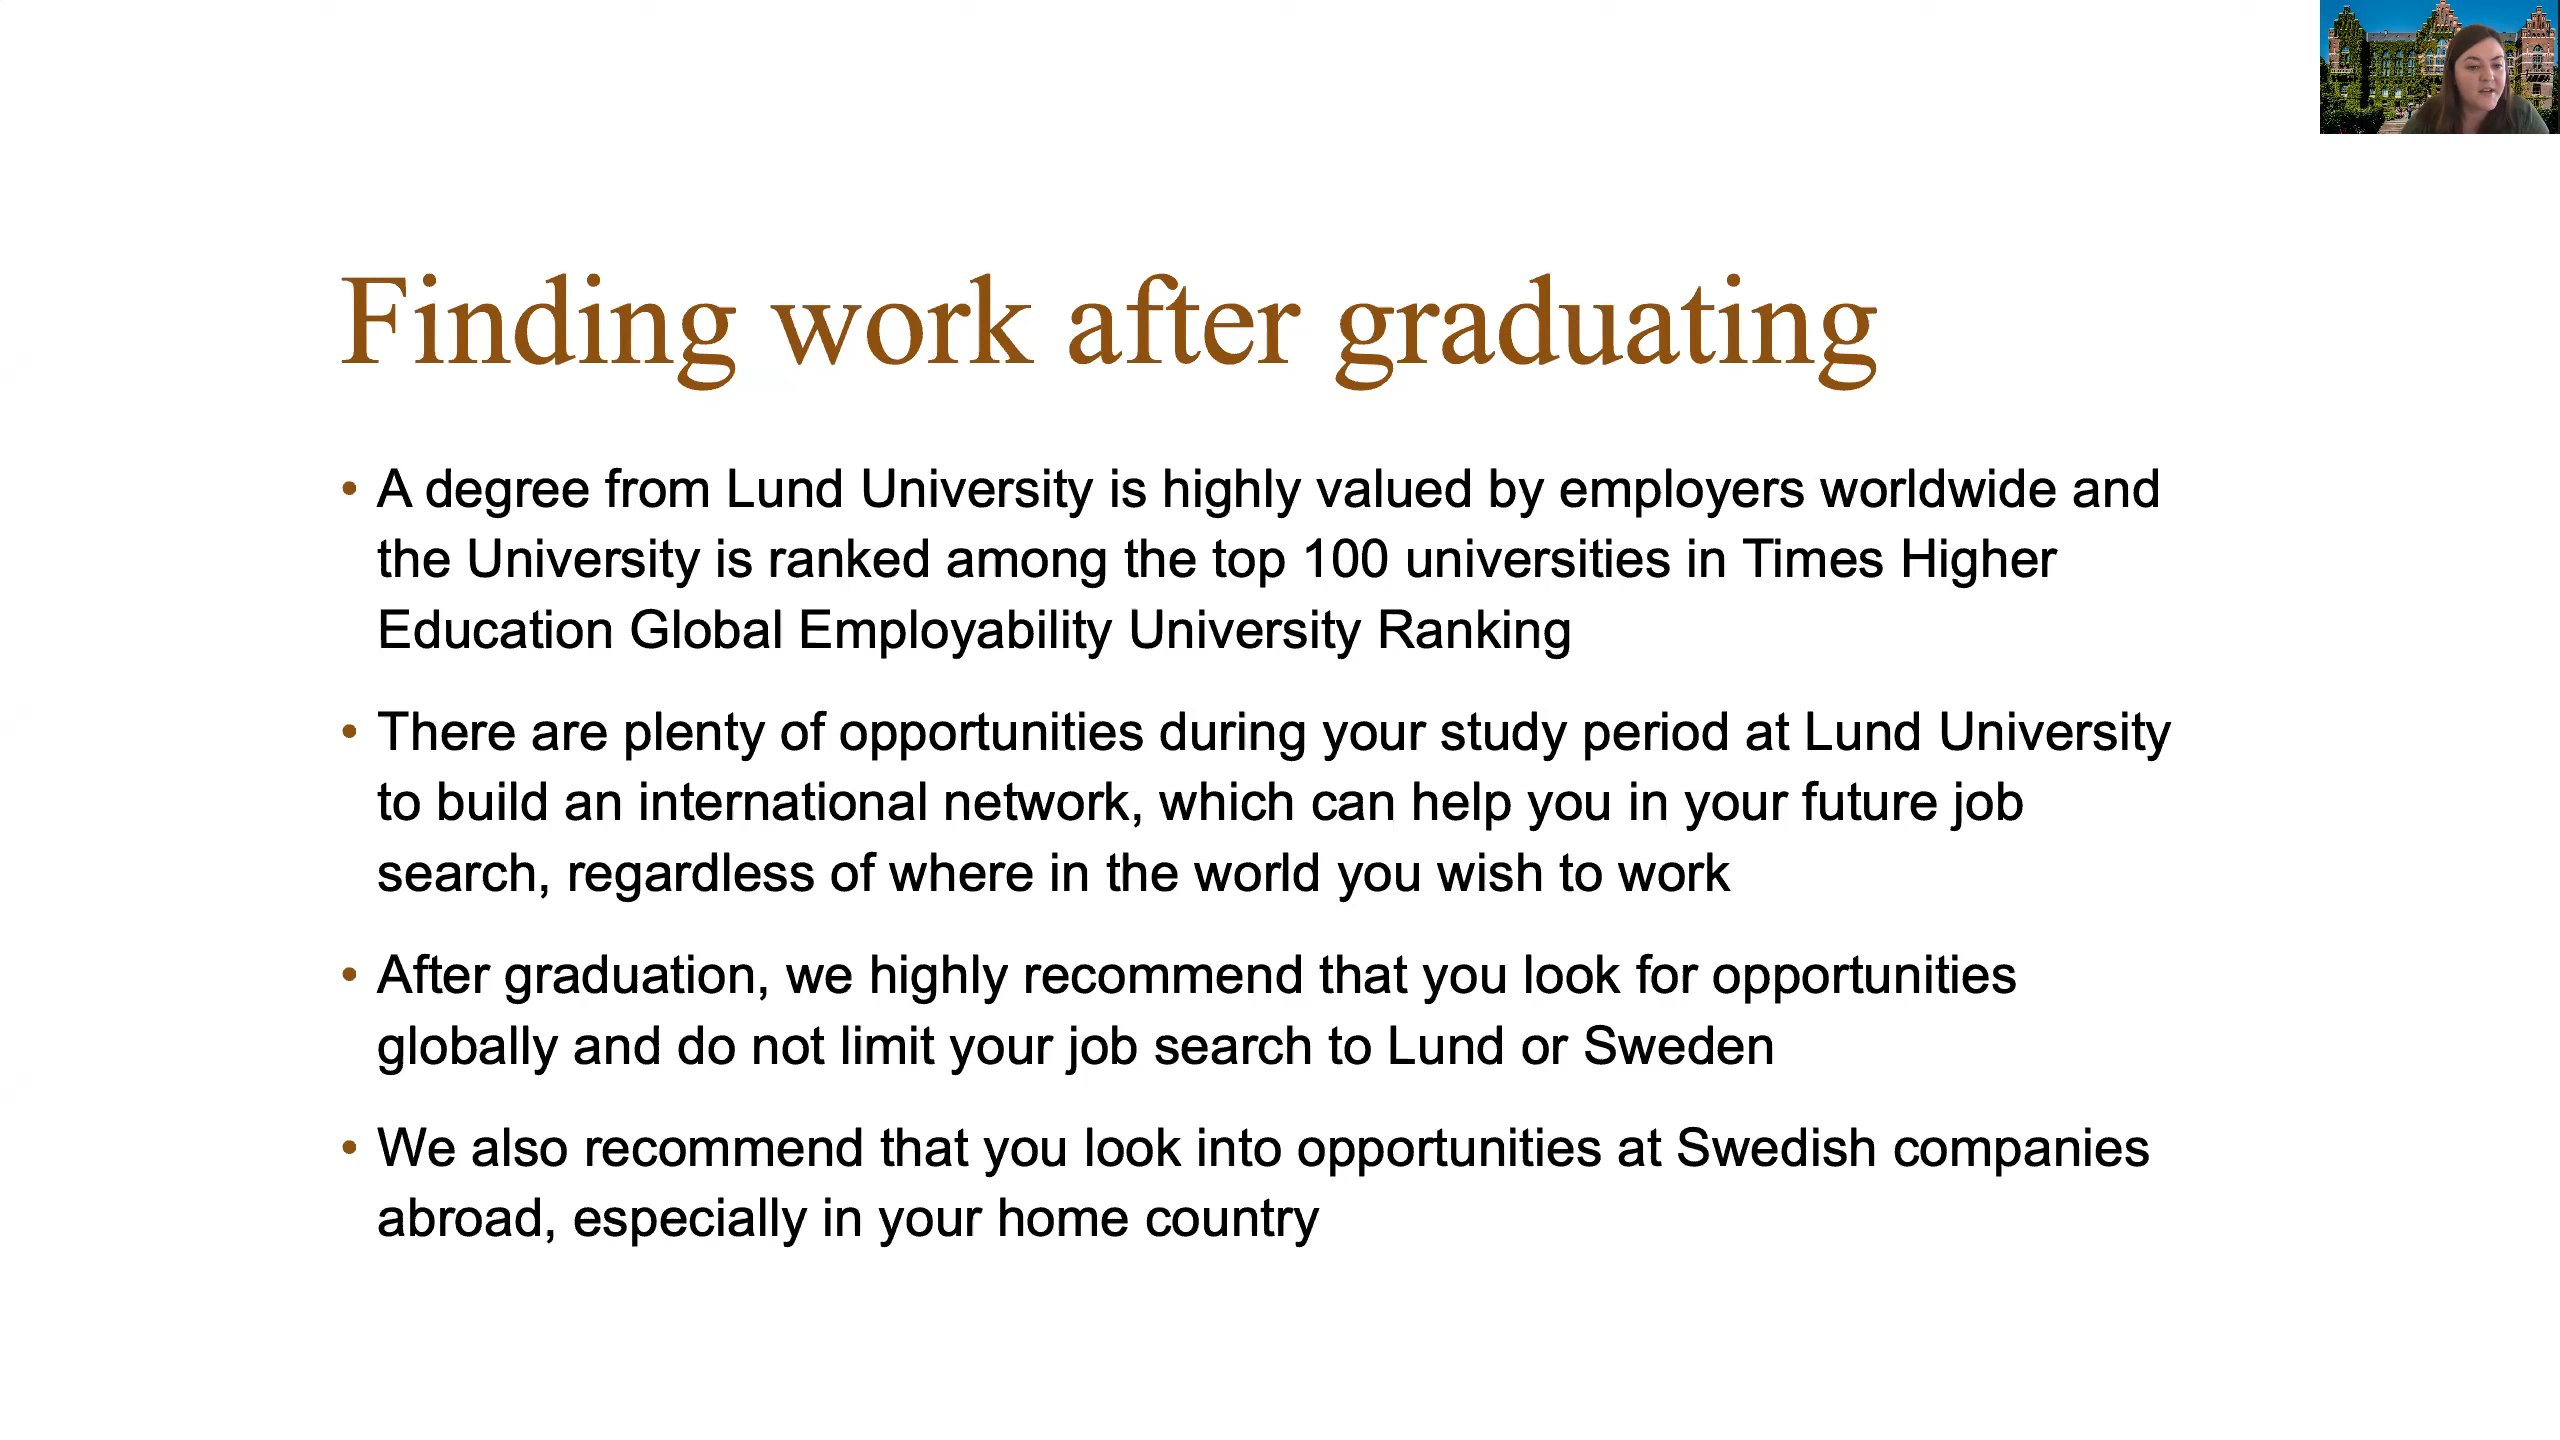 Finding work after graduating
• A degree from Lund University is highly valued by employers worldwide and
the University is ranked among the top 100 universities in Times Higher
Education Global Employability University Ranking
• There are plenty of opportunities during your study period at Lund University
to build an international network, which can help you in your future job
search, regardless of where in the world you wish to work
• After graduation, we highly recommend that you look for opportunities
globally and do not limit your job search to Lund or Sweden
• We also recommend that you look into opportunities at Swedish companies
abroad, especially in your home country